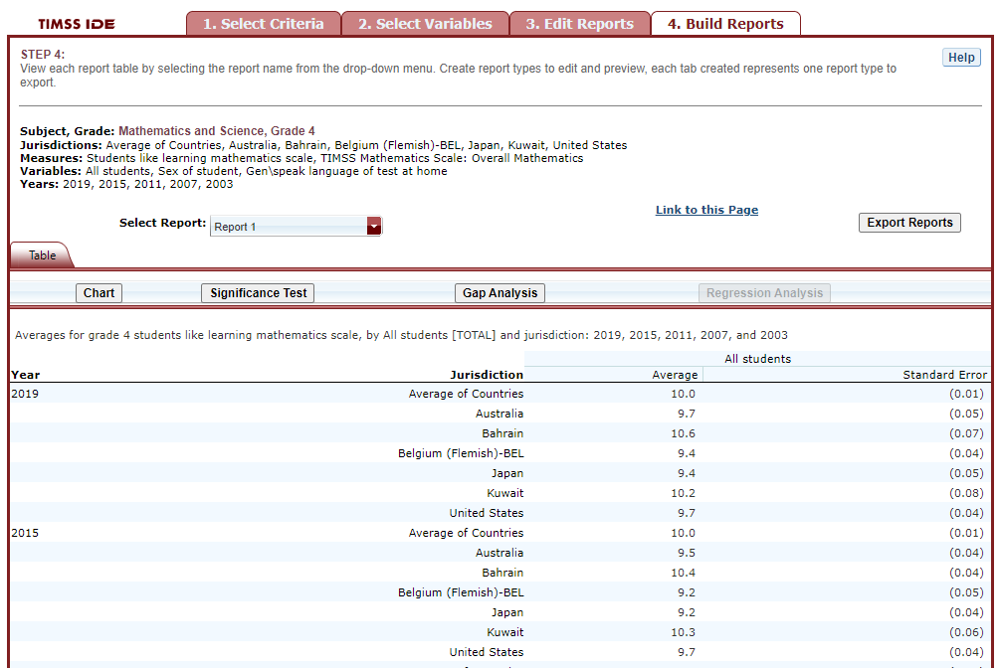 TIMSS IDE 1. Select Criteria 2. Select Variables 3. Edit Reports 4. Build Reports
STEP 4:
Help
View each report table by selecting the report name from the drop-down menu. Create report types to edit and preview, each tab created represents one report type to
export.
Subject, Grade: Mathematics and Science, Grade 4
Jurisdictions: Average of Countries, Australia, Bahrain, Belgium (Flemish)-BEL, Japan, Kuwait, United States
Measures: Students like learning mathematics scale, TIMSS Mathematics Scale: Overall Mathematics
Variables: All students, Sex of student, Gen\speak language of test at home
Years: 2019, 2015, 2011, 2007, 2003
Link to this Page
Select Report: Report 1 Export Reports
Table
Chart Significance Test Gap Analysis Regression Analysis
Averages for grade 4 students like learning mathematics scale, by All students [TOTAL] and jurisdiction: 2019, 2015, 2011, 2007, and 2003
All students
Year Jurisdiction Average Standard Error
2019 Average of Countries 10.0 (0.01)
Australia 9.7 (0.05)
Bahrain 10.6 (0.07)
Belgium (Flemish)-BEL 9.4 (0.04)
Japan 9.4 (0.05)
Kuwait 10.2 (0.08)
United States 9.7 (0.04)
2015 Average of Countries 10.0 (0.01)
Australia 9.5 (0.04)
Bahrain 10.4 (0.04)
Belgium (Flemish)-BEL 9.2 (0.05)
Japan 9.2 (0.04)
Kuwait 10.3 (0.06)
United States 9.7 (0.04)